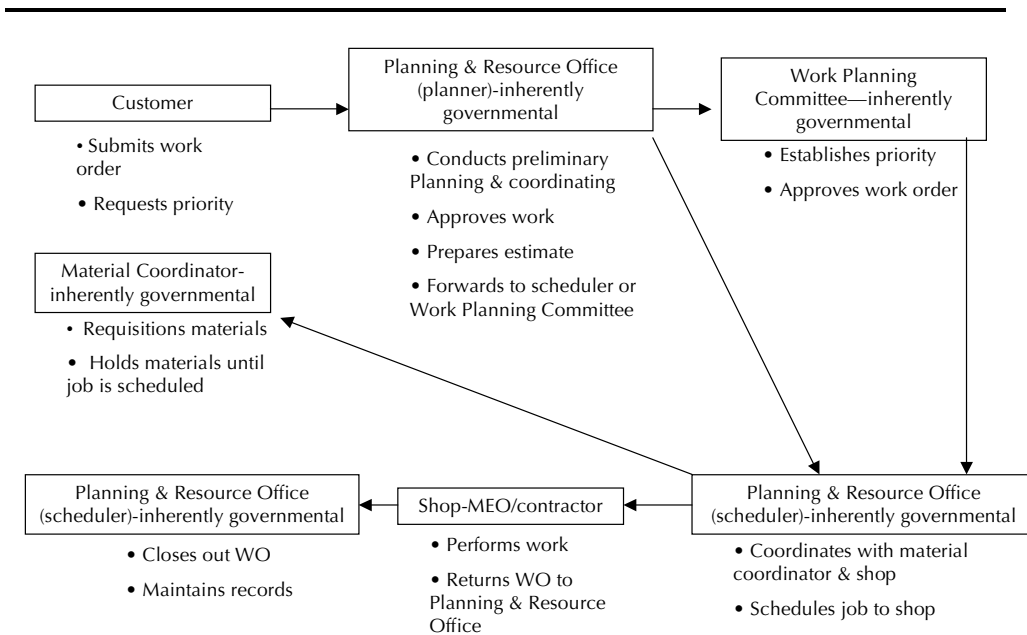 Customer
• Submits work
order
• Requests priority
Planning & Resource Office
(planner)-inherently
governmental
• Conducts preliminary
Planning & coordinating
• Approves work
• Prepares estimate
• Forwards to scheduler or
Work Planning Committee
Work Planning
Committee—inherently
governmental
• Establishes priority
• Approves work order
Material Coordinator-
inherently governmental
• Requisitions materials
• Holds materials until
job is scheduled
Planning & Resource Office
(scheduler)-inherently governmental
• Closes out WO
• Maintains records
Shop-MEO/contractor
• Performs work
• Returns WO to
Planning & Resource
Office
Planning & Resource Office
(scheduler)-inherently governmental
• Coordinates with material
coordinator & shop
• Schedules job to shop